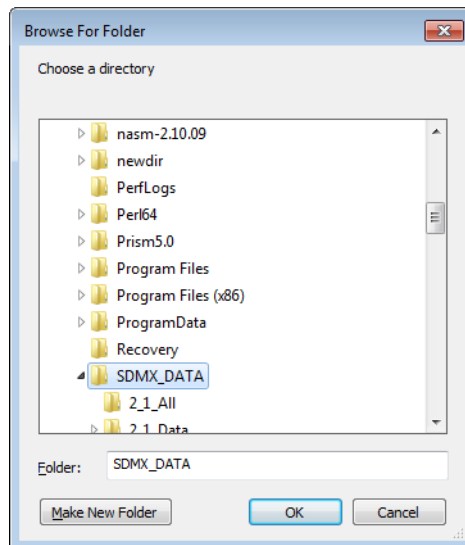 Browse For Folder
Choose a directory
nasm-2.10.09
newdir
PerfLogs
Perl64
Prism5.0
Program Files
Program Files (x86)
ProgramData
Recovery
SDMX_DATA
2_1_All
2_1_Data
Folder: SDMX_DATA
Make New Folder OK Cancel